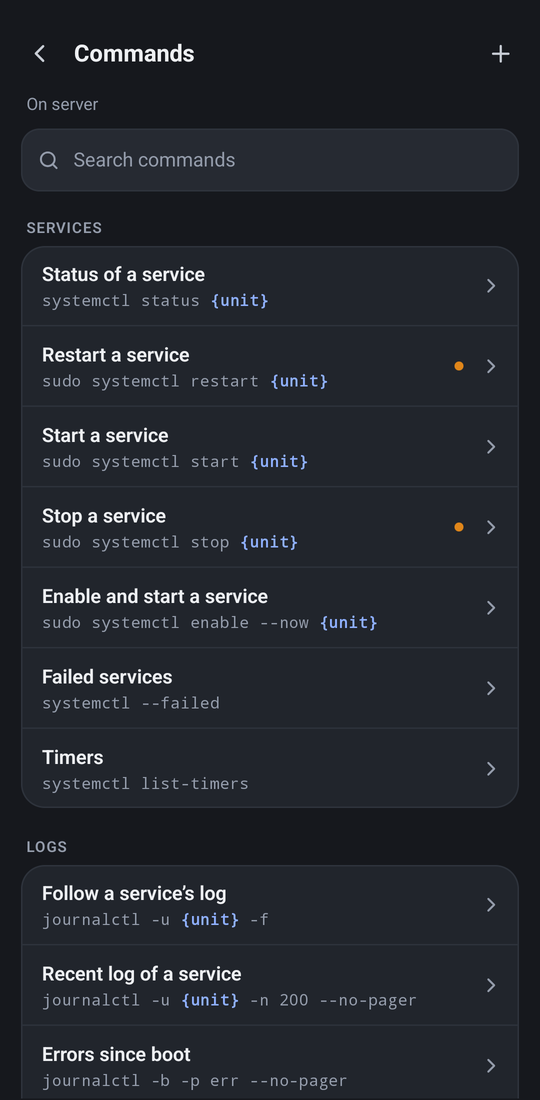 Commands
On server
Search commands
SERVICES
Status of a service
systemctl status {unit}
Restart a service
sudo systemctl restart {unit}
Start a service
sudo systemctl start {unit}
Stop a service
sudo systemctl stop {unit}
Enable and start a service
sudo systemctl enable --now {unit}
Failed services
systemctl --failed
Timers
systemctl list-timers
LOGS
Follow a service’s log
journalctl -u {unit} -f
Recent log of a service
journalctl -u {unit} -n 200 --no-pager
Errors since boot
journalctl -b -p err --no-pager